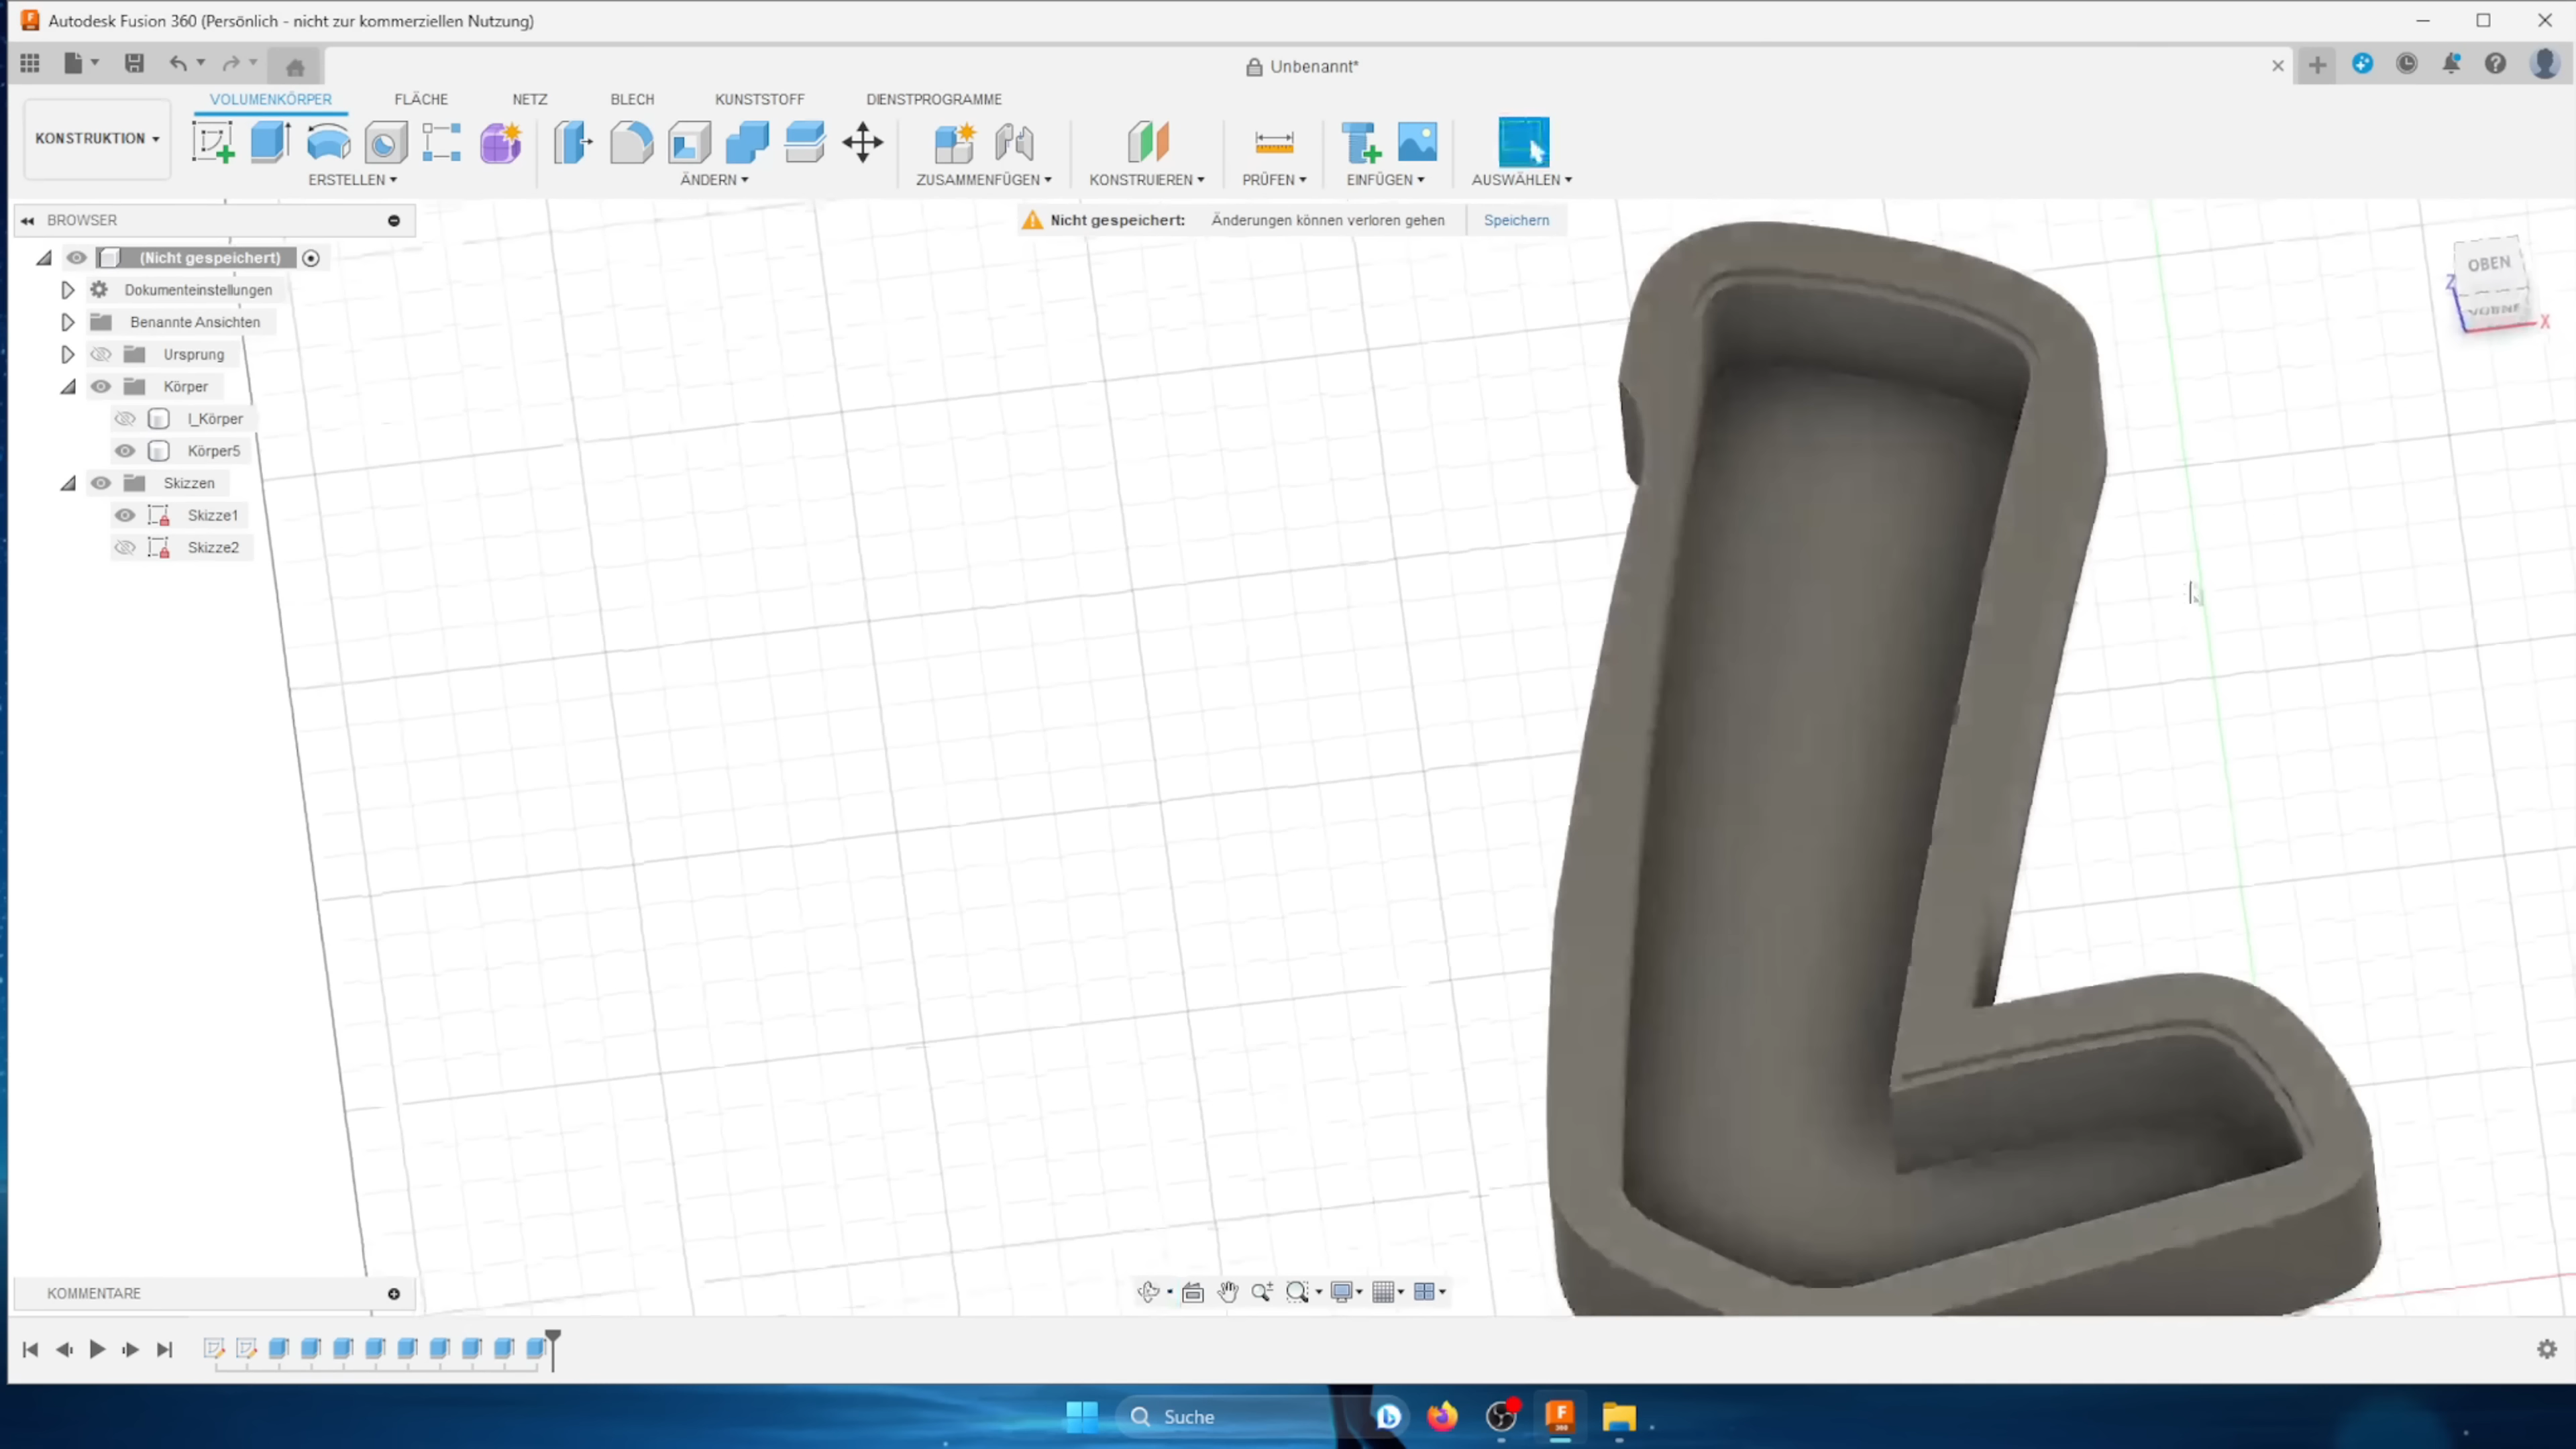 Autodesk Fusion 360 (Persönlich - nicht zur kommerziellen Nutzung)
Unbenannt*
VOLUMENKÖRPER FLÄCHE NETZ BLECH KUNSTSTOFF DIENSTPROGRAMME
KONSTRUKTION
ERSTELLEN ÄNDERN ZUSAMMENFÜGEN KONSTRUIEREN PRÜFEN EINFÜGEN AUSWÄHLEN
BROWSER
Nicht gespeichert: Änderungen können verloren gehen Speichern
(Nicht gespeichert)
Dokumenteinstellungen
Benannte Ansichten
Ursprung
Körper
l_Körper
Körper5
Skizzen
Skizze1
Skizze2
OBEN
Z
VORNE
X
KOMMENTARE
Suche
F
360